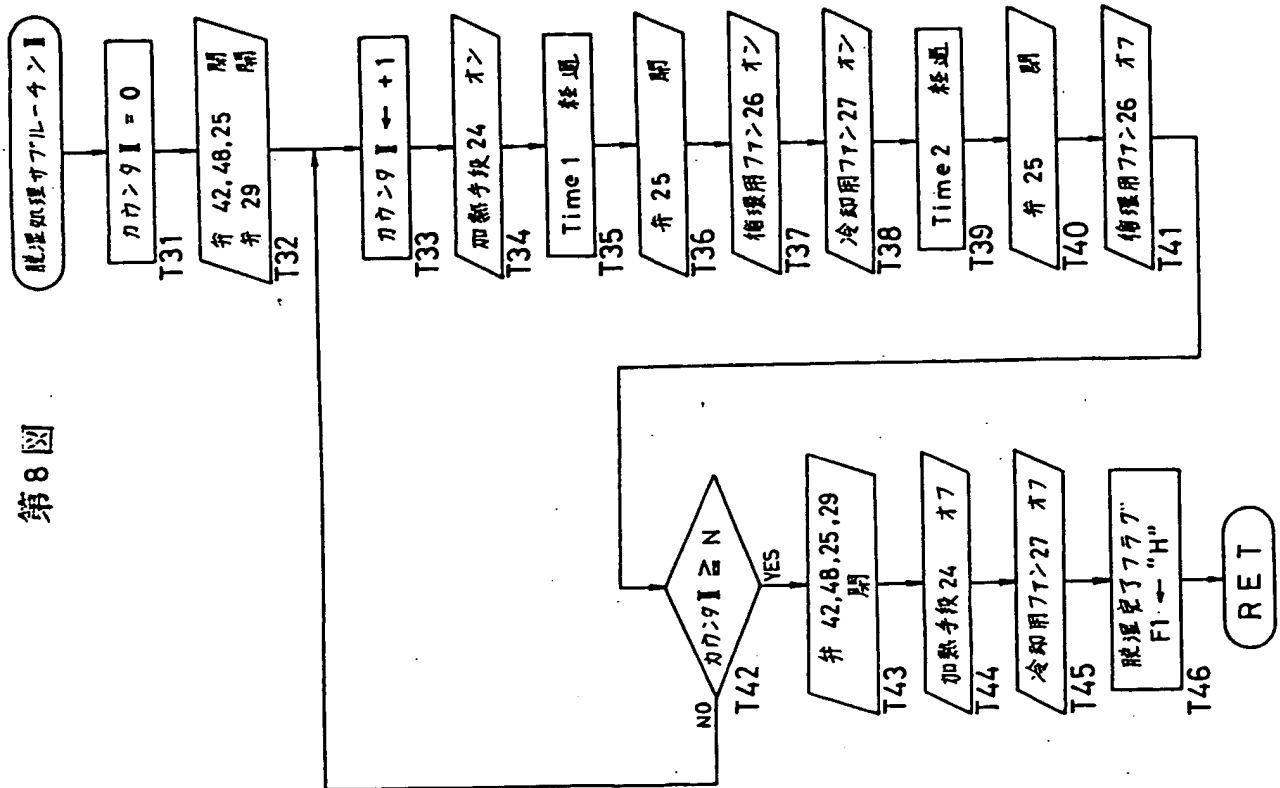 第8図
脱湿処理サブルーチンⅡ
カウンタⅡ = 0
T31
弁 42,48,25 閉
弁 29 開
T32
カウンタⅡ ← +1
T33
加熱手段24 オン
T34
Time1 経過
T35
弁 25 開
T36
循環用ファン26 オン
T37
冷却用ファン27 オン
T38
Time2 経過
T39
弁 25 閉
T40
循環用ファン26 オフ
T41
カウンタⅡ ≧ N
NO
YES
T42
弁 42,48,25,29
T43
加熱手段24 オフ
T44
冷却用ファン27 オフ
T45
脱湿完了フラグ
F1 ← "H"
T46
RET